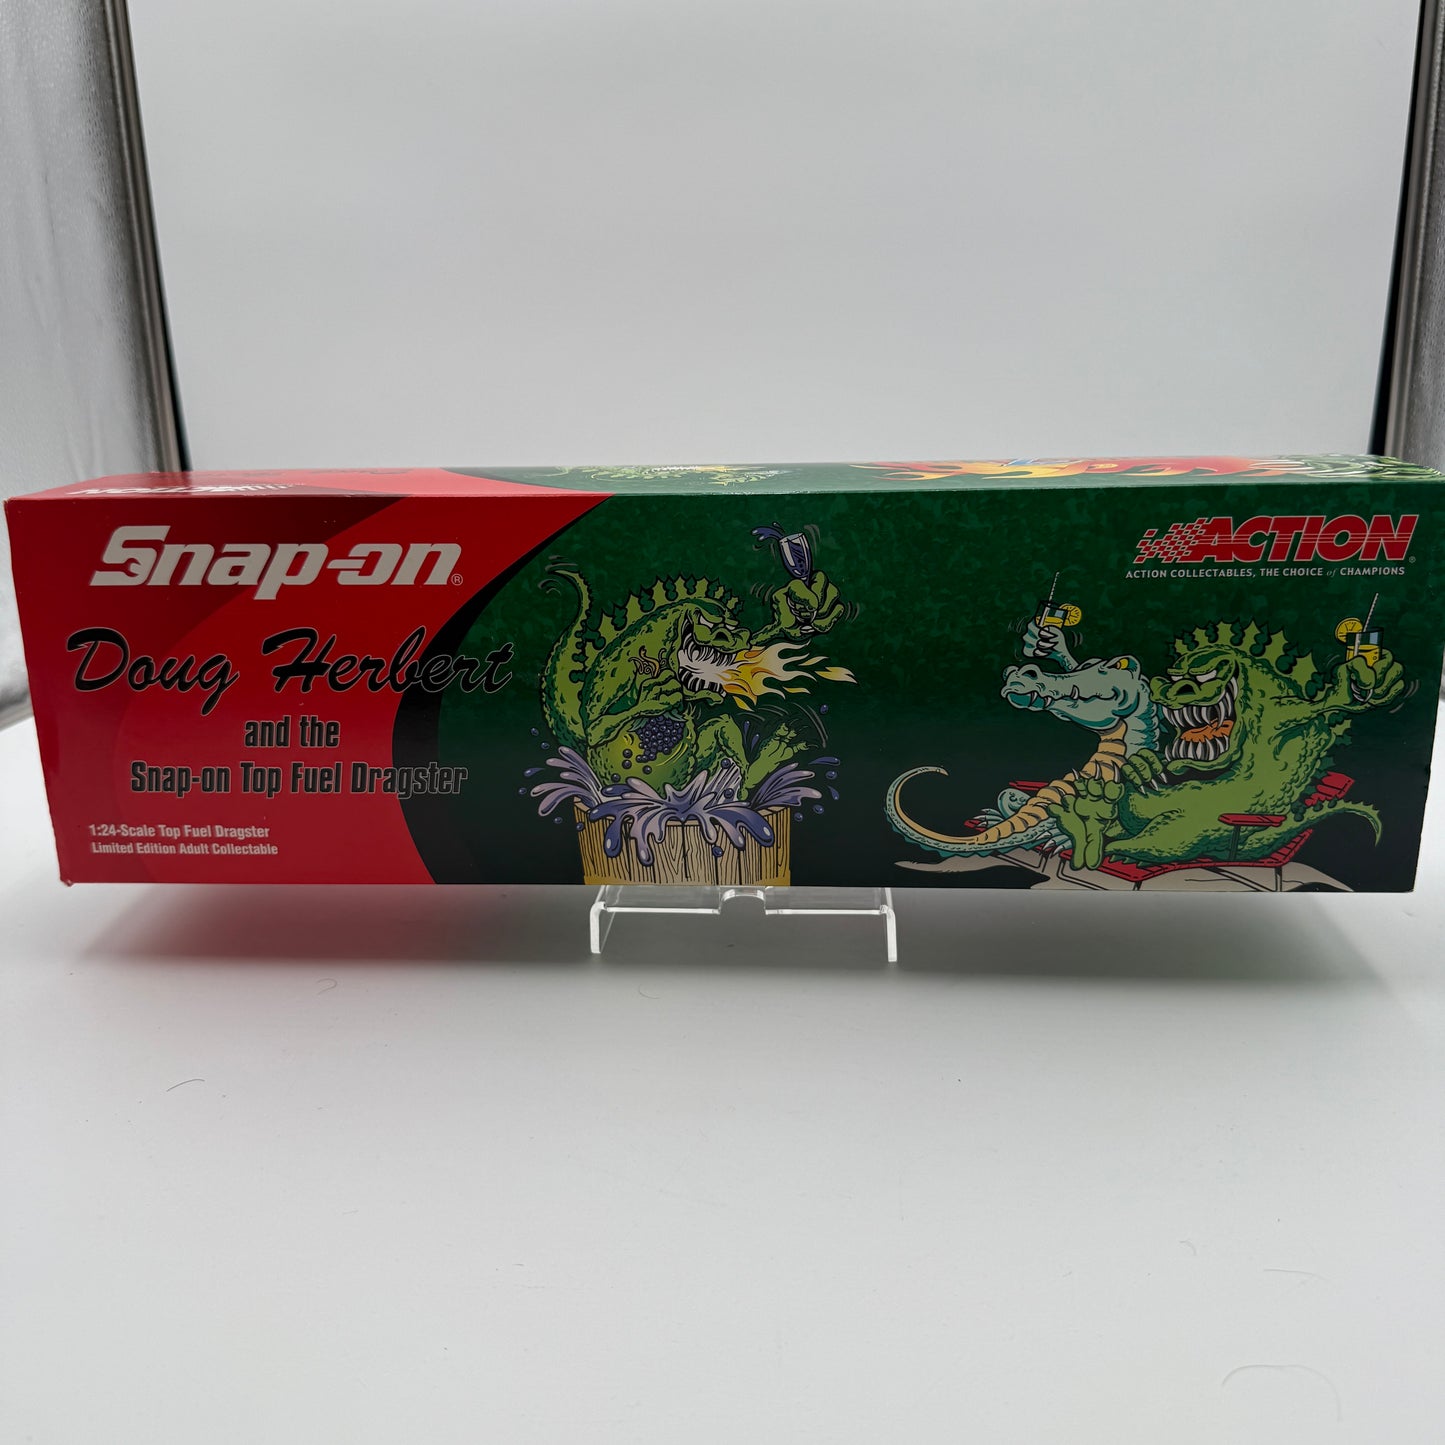 Snap-on®
Doug Herbert
and the
Snap-on Top Fuel Dragster
1:24-Scale Top Fuel Dragster
Limited Edition Adult Collectable
ACTION®
ACTION COLLECTABLES, THE CHOICE of CHAMPIONS